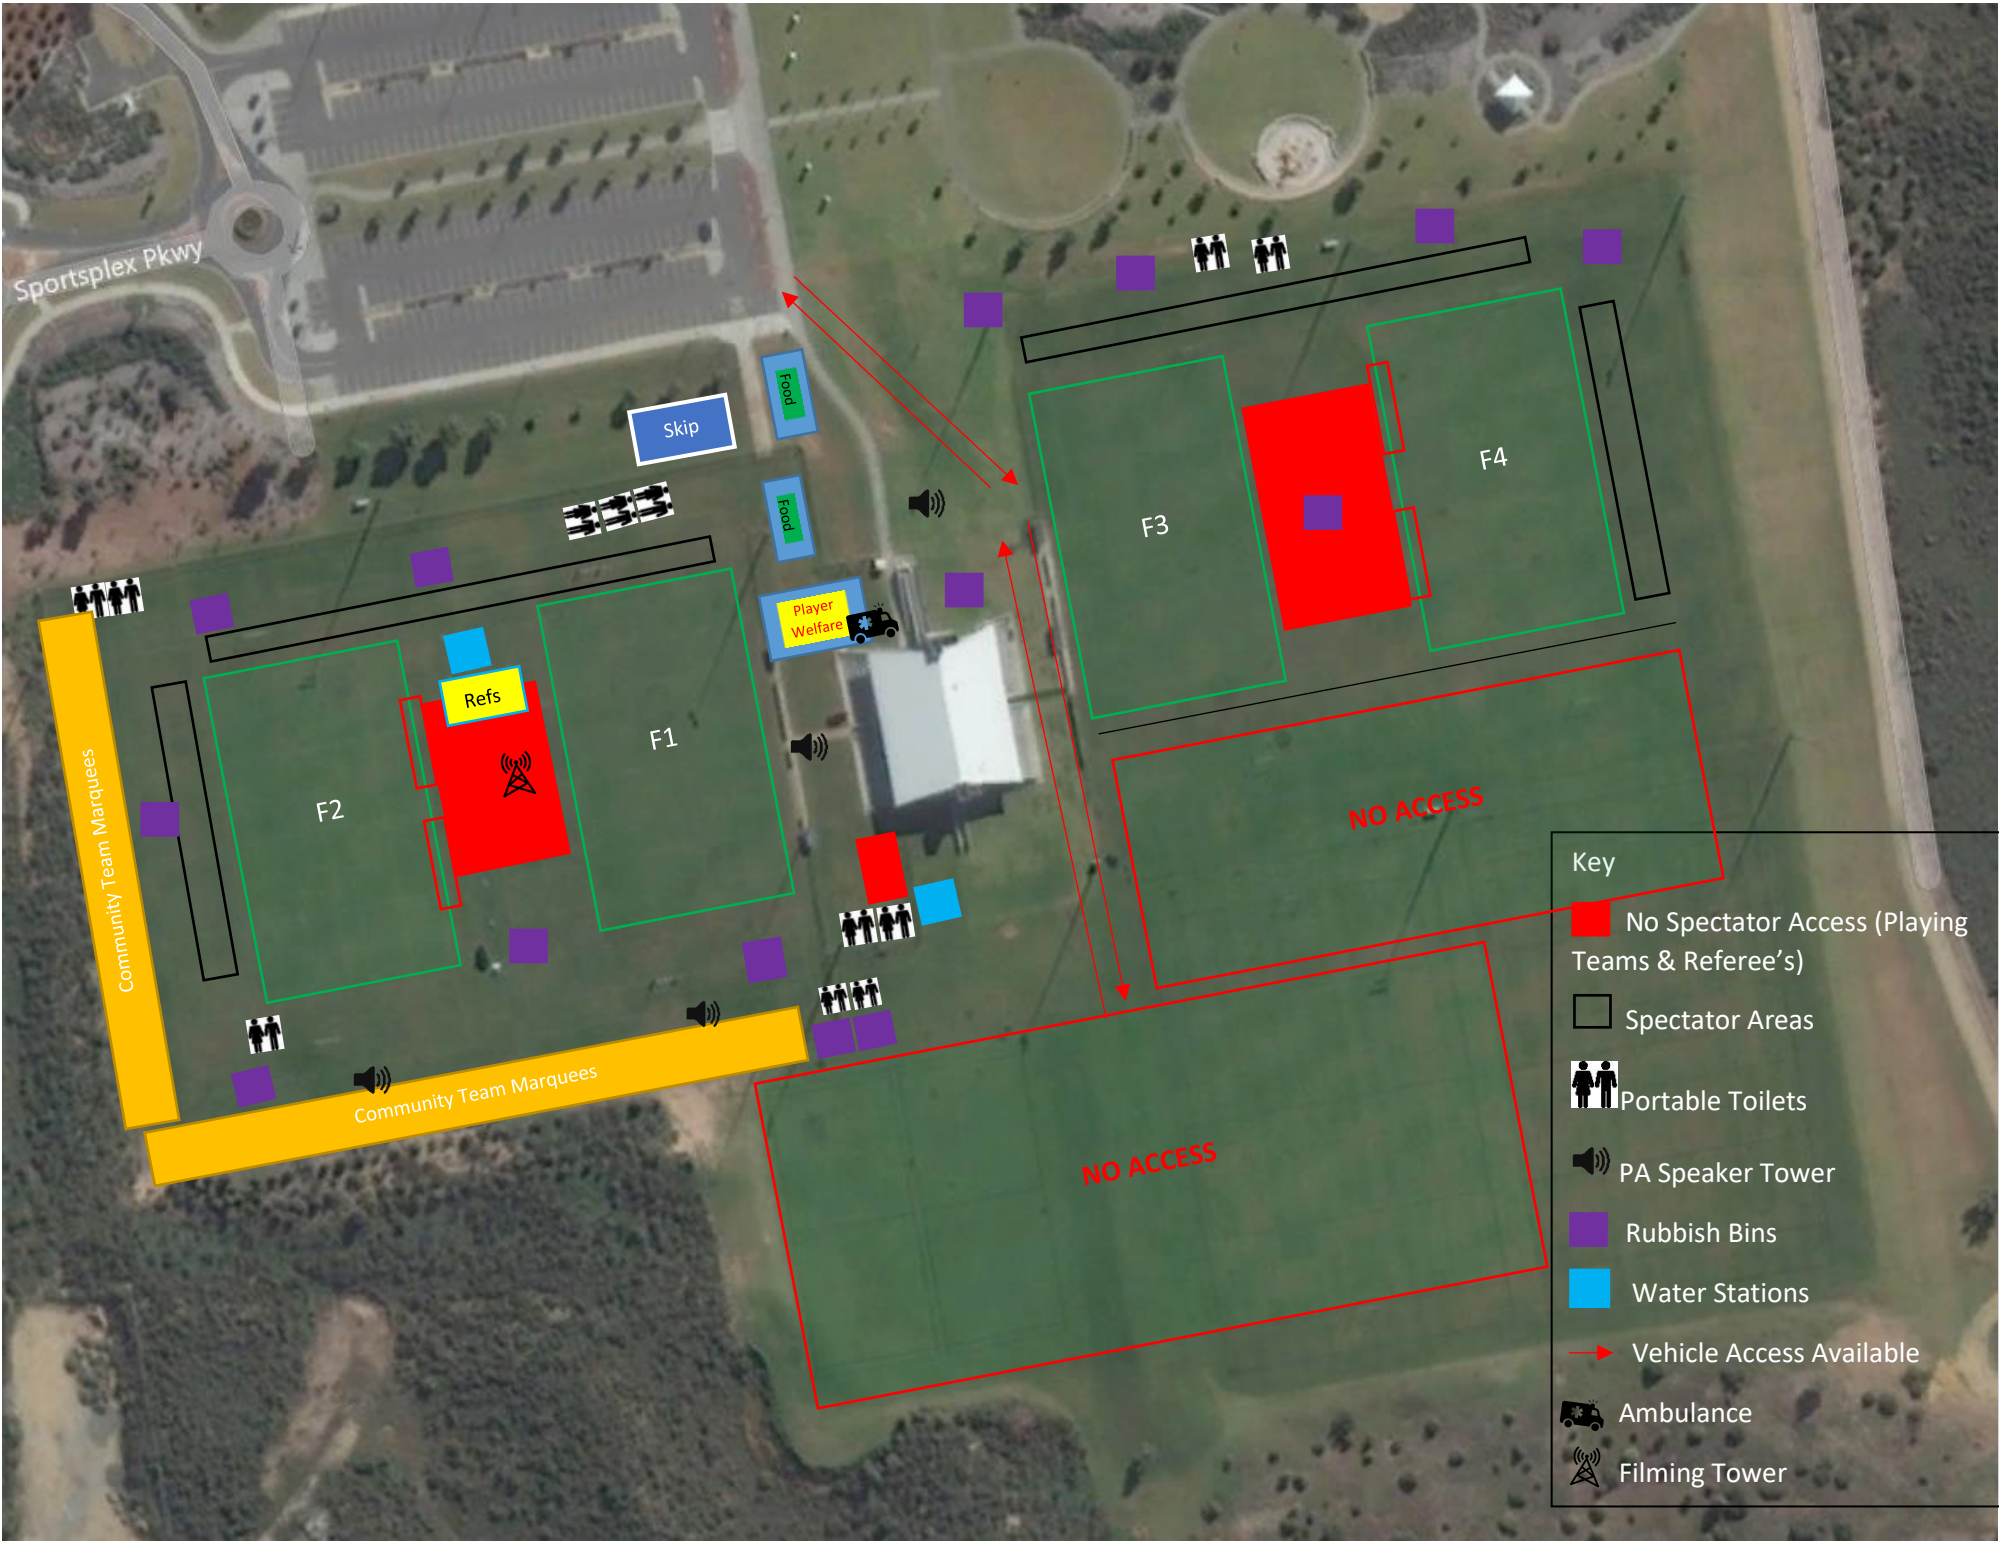 Sportsplex Pkwy
Food
Skip
Food
F4
F3
Player
Welfare
Refs
F1
F2
Community Team Marquees
NO ACCESS
Community Team Marquees
NO ACCESS
Key
No Spectator Access (Playing
Teams & Referee’s)
Spectator Areas
Portable Toilets
PA Speaker Tower
Rubbish Bins
Water Stations
Vehicle Access Available
Ambulance
Filming Tower